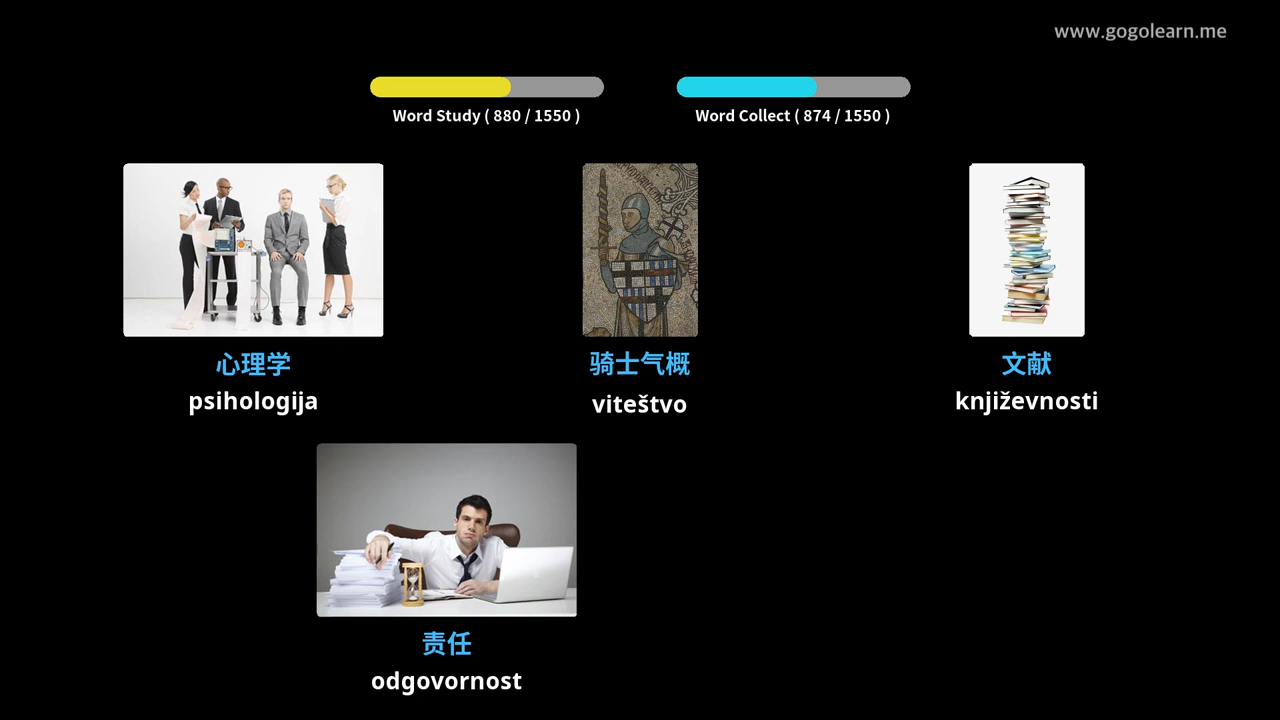 www.gogolearn.me
Word Study ( 880 / 1550 )
Word Collect ( 874 / 1550 )
心理学
psihologija
骑士气概
viteštvo
文献
književnosti
责任
odgovornost